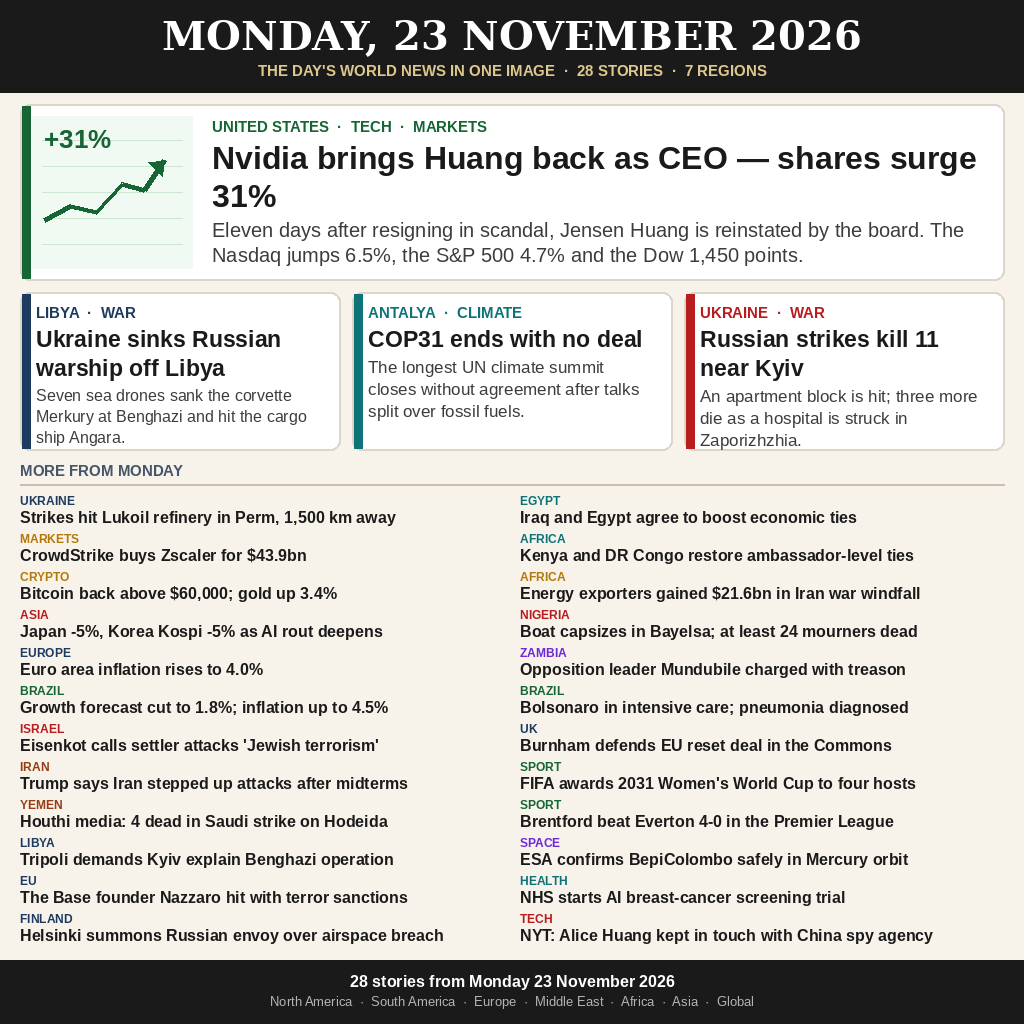 MONDAY, 23 NOVEMBER 2026
THE DAY'S WORLD NEWS IN ONE IMAGE · 28 STORIES · 7 REGIONS
+31%
UNITED STATES · TECH · MARKETS
Nvidia brings Huang back as CEO — shares surge
31%
Eleven days after resigning in scandal, Jensen Huang is reinstated by the board. The
Nasdaq jumps 6.5%, the S&P 500 4.7% and the Dow 1,450 points.
LIBYA · WAR
Ukraine sinks Russian
warship off Libya
Seven sea drones sank the corvette
Merkury at Benghazi and hit the cargo
ship Angara.
ANTALYA · CLIMATE
COP31 ends with no deal
The longest UN climate summit
closes without agreement after talks
split over fossil fuels.
UKRAINE · WAR
Russian strikes kill 11
near Kyiv
An apartment block is hit; three more
die as a hospital is struck in
Zaporizhzhia.
MORE FROM MONDAY
UKRAINE
Strikes hit Lukoil refinery in Perm, 1,500 km away
MARKETS
CrowdStrike buys Zscaler for $43.9bn
CRYPTO
Bitcoin back above $60,000; gold up 3.4%
ASIA
Japan -5%, Korea Kospi -5% as AI rout deepens
EUROPE
Euro area inflation rises to 4.0%
BRAZIL
Growth forecast cut to 1.8%; inflation up to 4.5%
ISRAEL
Eisenkot calls settler attacks 'Jewish terrorism'
IRAN
Trump says Iran stepped up attacks after midterms
YEMEN
Houthi media: 4 dead in Saudi strike on Hodeida
LIBYA
Tripoli demands Kyiv explain Benghazi operation
EU
The Base founder Nazzaro hit with terror sanctions
FINLAND
Helsinki summons Russian envoy over airspace breach
EGYPT
Iraq and Egypt agree to boost economic ties
AFRICA
Kenya and DR Congo restore ambassador-level ties
AFRICA
Energy exporters gained $21.6bn in Iran war windfall
NIGERIA
Boat capsizes in Bayelsa; at least 24 mourners dead
ZAMBIA
Opposition leader Mundubile charged with treason
BRAZIL
Bolsonaro in intensive care; pneumonia diagnosed
UK
Burnham defends EU reset deal in the Commons
SPORT
FIFA awards 2031 Women's World Cup to four hosts
SPORT
Brentford beat Everton 4-0 in the Premier League
SPACE
ESA confirms BepiColombo safely in Mercury orbit
HEALTH
NHS starts AI breast-cancer screening trial
TECH
NYT: Alice Huang kept in touch with China spy agency
28 stories from Monday 23 November 2026
North America · South America · Europe · Middle East · Africa · Asia · Global